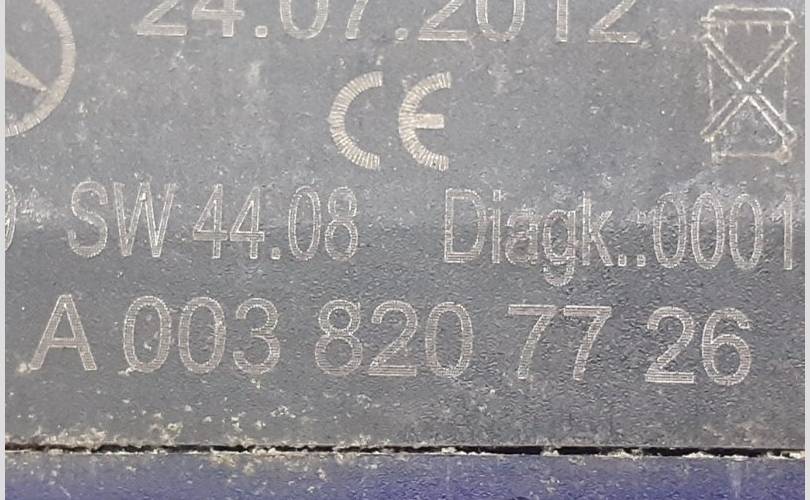 24.07.2012
CE
SW 44.08 Diagk..:0001
A 003 820 77 26